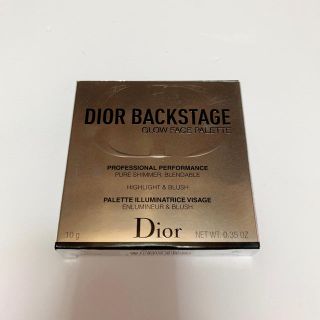 DIOR BACKSTAGE
GLOW FACE PALETTE
PROFESSIONAL PERFORMANCE
PURE SHIMMER, BLENDABLE
HIGHLIGHT & BLUSH
PALETTE ILLUMINATRICE VISAGE
ENLUMINEUR & BLUSH
Dior
10 g NET WT. 0.35 OZ